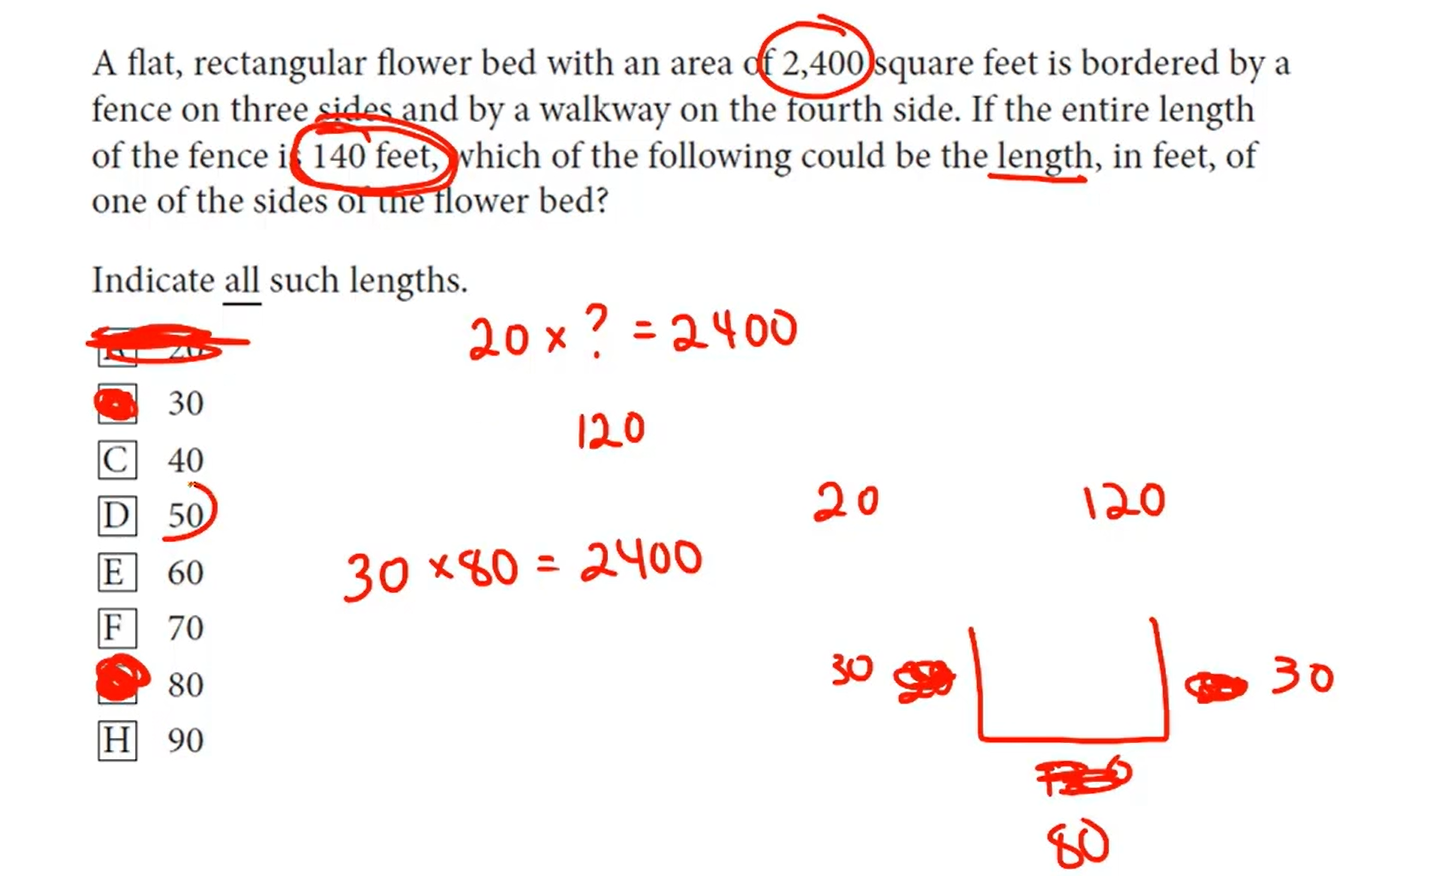 A flat, rectangular flower bed with an area of 2,400 square feet is bordered by a
fence on three sides and by a walkway on the fourth side. If the entire length
of the fence is 140 feet, which of the following could be the length, in feet, of
one of the sides of the flower bed?
Indicate all such lengths.
20 × ? = 2400
20
30
120
C 40
20 120
D 50
30 × 80 = 2400
E 60
F 70
30 30
80
H 90
80